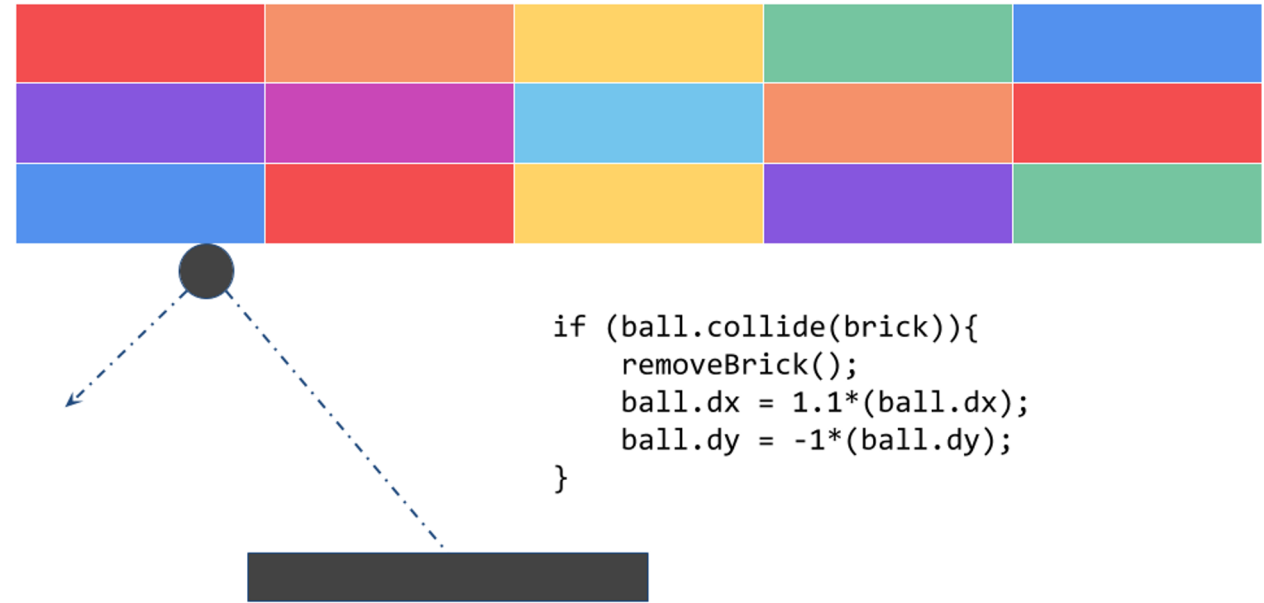 if (ball.collide(brick)){
    removeBrick();
    ball.dx = 1.1*(ball.dx);
    ball.dy = -1*(ball.dy);
}